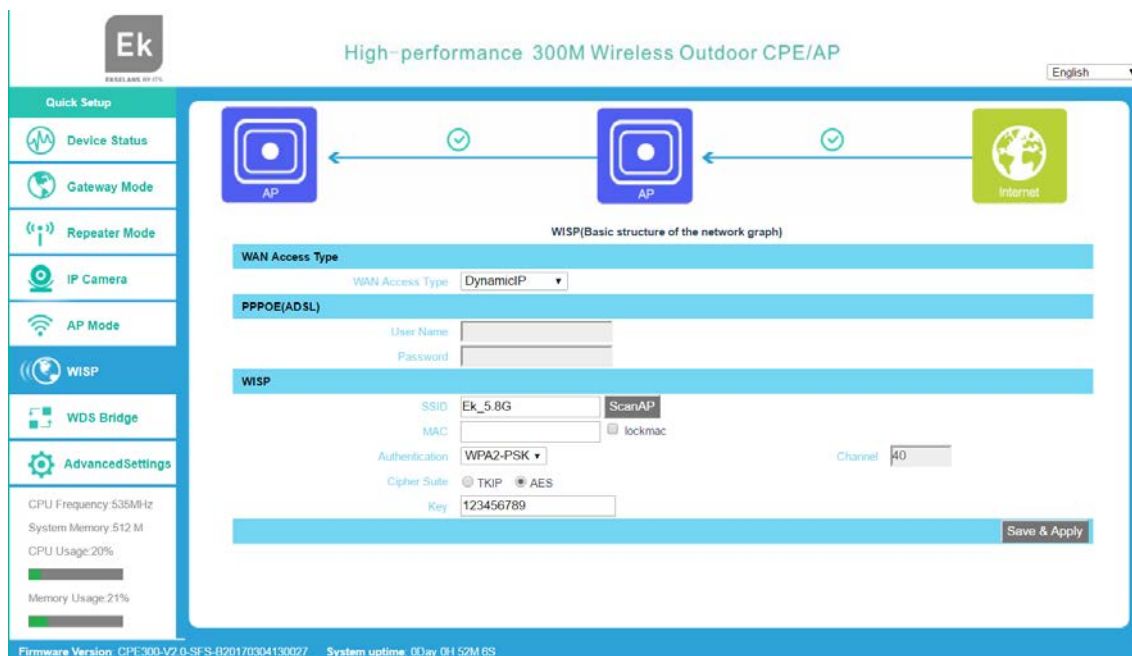 Ek
EKSELANS BY ITS
High-performance 300M Wireless Outdoor CPE/AP
English
Quick Setup
Device Status
Gateway Mode
Repeater Mode
IP Camera
AP Mode
WISP
WDS Bridge
AdvancedSettings
CPU Frequency:535MHz
System Memory:512 M
CPU Usage:20%
Memory Usage:21%
AP
AP
Internet
WISP(Basic structure of the network graph)
WAN Access Type
WAN Access Type DynamicIP
PPPOE(ADSL)
User Name
Password
WISP
SSID Ek_5.8G ScanAP
MAC lockmac
Authentication WPA2-PSK Channel 40
Cipher Suite TKIP AES
Key 123456789
Save & Apply
Firmware Version: CPE300-V2.0-SFS-B20170304130027 System uptime: 0Day 0H 52M 6S